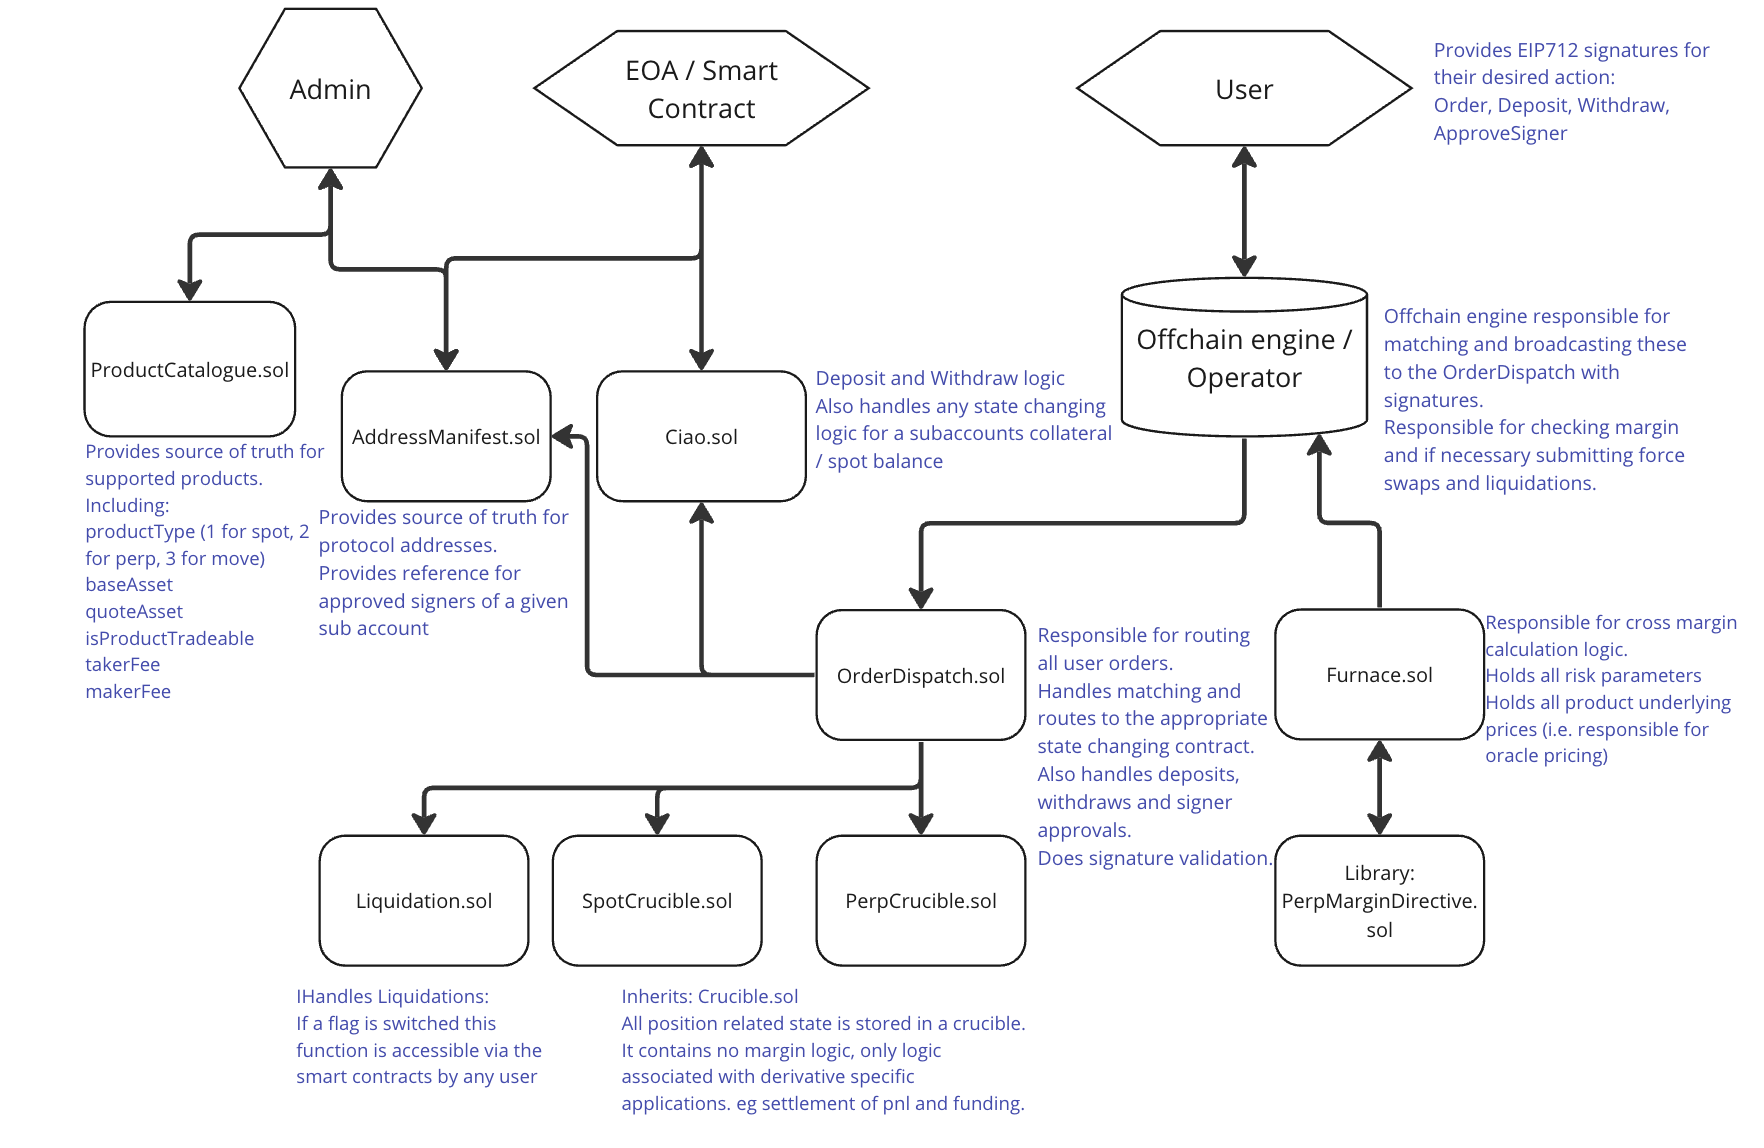 Admin
EOA / Smart
Contract
User
Provides EIP712 signatures for
their desired action:
Order, Deposit, Withdraw,
ApproveSigner
ProductCatalogue.sol
Provides source of truth for
supported products.
Including:
productType (1 for spot, 2
for perp, 3 for move)
baseAsset
quoteAsset
isProductTradeable
takerFee
makerFee
AddressManifest.sol
Provides source of truth for
protocol addresses.
Provides reference for
approved signers of a given
sub account
Ciao.sol
Deposit and Withdraw logic
Also handles any state changing
logic for a subaccounts collateral
/ spot balance
Offchain engine /
Operator
Offchain engine responsible for
matching and broadcasting these
to the OrderDispatch with
signatures.
Responsible for checking margin
and if necessary submitting force
swaps and liquidations.
OrderDispatch.sol
Responsible for routing
all user orders.
Handles matching and
routes to the appropriate
state changing contract.
Also handles deposits,
withdraws and signer
approvals.
Does signature validation.
Furnace.sol
Responsible for cross margin
calculation logic.
Holds all risk parameters
Holds all product underlying
prices (i.e. responsible for
oracle pricing)
Liquidation.sol
SpotCrucible.sol
PerpCrucible.sol
Library:
PerpMarginDirective.
sol
IHandles Liquidations:
If a flag is switched this
function is accessible via the
smart contracts by any user
Inherits: Crucible.sol
All position related state is stored in a crucible.
It contains no margin logic, only logic
associated with derivative specific
applications. eg settlement of pnl and funding.